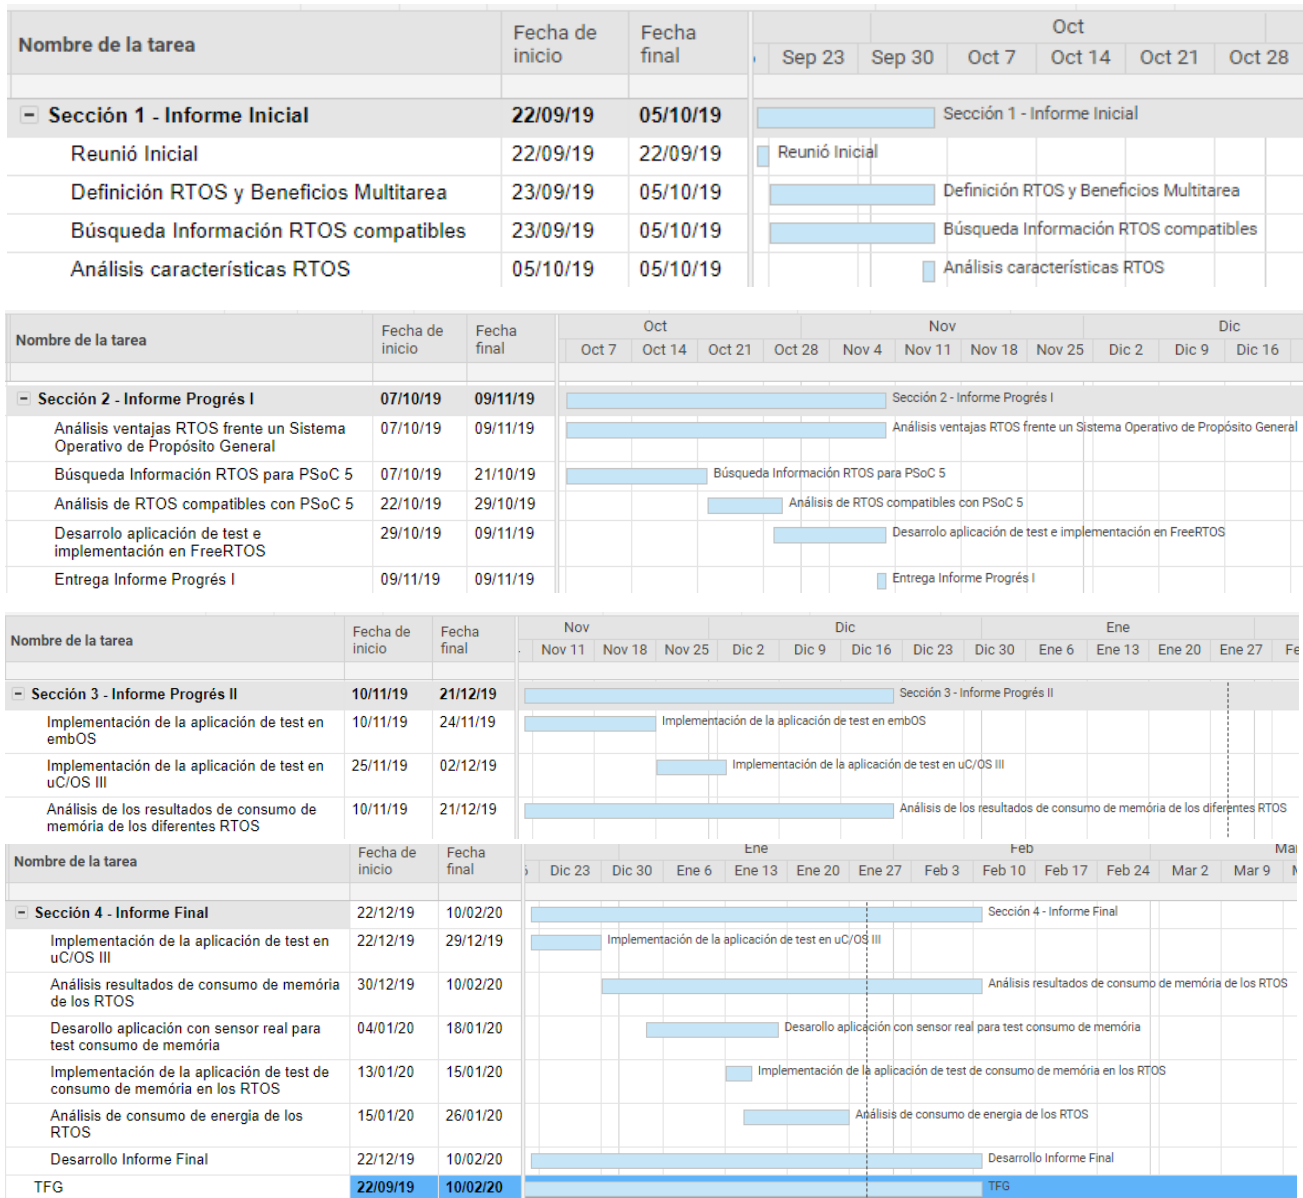 Nombre de la tarea Fecha de inicio Fecha final Oct
Sep 23 Sep 30 Oct 7 Oct 14 Oct 21 Oct 28
Sección 1 - Informe Inicial 22/09/19 05/10/19 Sección 1 - Informe Inicial
Reunió Inicial 22/09/19 22/09/19 Reunió Inicial
Definición RTOS y Beneficios Multitarea 23/09/19 05/10/19 Definición RTOS y Beneficios Multitarea
Búsqueda Información RTOS compatibles 23/09/19 05/10/19 Búsqueda Información RTOS compatibles
Análisis características RTOS 05/10/19 05/10/19 Análisis características RTOS
Nombre de la tarea Fecha de inicio Fecha final Oct Nov Dic
Oct 7 Oct 14 Oct 21 Oct 28 Nov 4 Nov 11 Nov 18 Nov 25 Dic 2 Dic 9 Dic 16
Sección 2 - Informe Progrés I 07/10/19 09/11/19 Sección 2 - Informe Progrés I
Análisis ventajas RTOS frente un Sistema 07/10/19 09/11/19 Análisis ventajas RTOS frente un Sistema Operativo de Propósito General
Operativo de Propósito General
Búsqueda Información RTOS para PSoC 5 07/10/19 21/10/19 Búsqueda Información RTOS para PSoC 5
Análisis de RTOS compatibles con PSoC 5 22/10/19 29/10/19 Análisis de RTOS compatibles con PSoC 5
Desarrolo aplicación de test e 29/10/19 09/11/19 Desarrolo aplicación de test e implementación en FreeRTOS
implementación en FreeRTOS
Entrega Informe Progrés I 09/11/19 09/11/19 Entrega Informe Progrés I
Nombre de la tarea Fecha de inicio Fecha final Nov Dic Ene
Nov 11 Nov 18 Nov 25 Dic 2 Dic 9 Dic 16 Dic 23 Dic 30 Ene 6 Ene 13 Ene 20 Ene 27 Fe
Sección 3 - Informe Progrés II 10/11/19 21/12/19 Sección 3 - Informe Progrés II
Implementación de la aplicación de test en 10/11/19 24/11/19 Implementación de la aplicación de test en embOS
embOS
Implementación de la aplicación de test en 25/11/19 02/12/19 Implementación de la aplicación de test en uC/OS III
uC/OS III
Análisis de los resultados de consumo de 10/11/19 21/12/19 Análisis de los resultados de consumo de memória de los diferentes RTOS
memória de los diferentes RTOS
Nombre de la tarea Fecha de inicio Fecha final Ene Feb Mar
Dic 23 Dic 30 Ene 6 Ene 13 Ene 20 Ene 27 Feb 3 Feb 10 Feb 17 Feb 24 Mar 2 Mar 9
Sección 4 - Informe Final 22/12/19 10/02/20 Sección 4 - Informe Final
Implementación de la aplicación de test en 22/12/19 29/12/19 Implementación de la aplicación de test en uC/OS III
uC/OS III
Análisis resultados de consumo de memória 30/12/19 10/02/20 Análisis resultados de consumo de memória de los RTOS
de los RTOS
Desarollo aplicación con sensor real para 04/01/20 18/01/20 Desarollo aplicación con sensor real para test consumo de memória
test consumo de memória
Implementación de la aplicación de test de 13/01/20 15/01/20 Implementación de la aplicación de test de consumo de memória en los RTOS
consumo de memória en los RTOS
Análisis de consumo de energia de los 15/01/20 26/01/20 Análisis de consumo de energia de los RTOS
RTOS
Desarrollo Informe Final 22/12/19 10/02/20 Desarrollo Informe Final
TFG 22/09/19 10/02/20 TFG